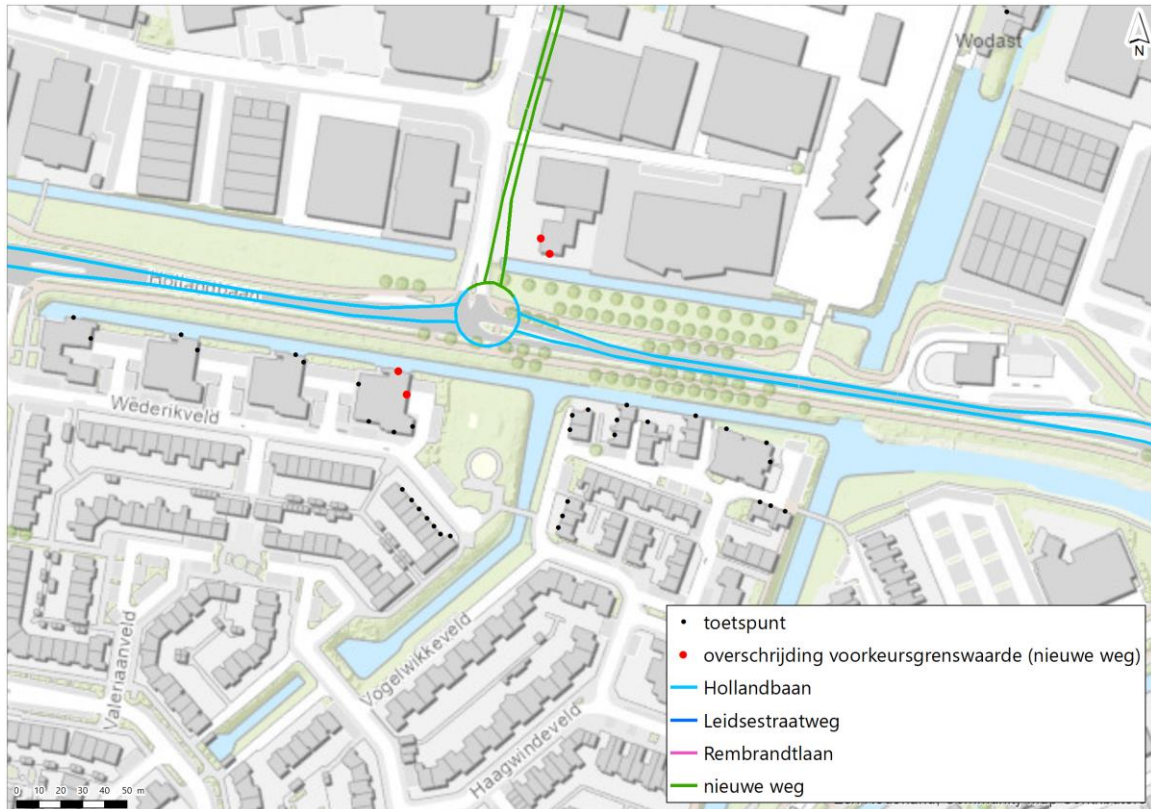 Wodast
N
Hollandbaan
Wederikveld
Valeriaanveld
Vogelwikkeveld
Haagwindeveld
toetspunt
overschrijding voorkeursgrenswaarde (nieuwe weg)
Hollandbaan
Leidsestraatweg
Rembrandtlaan
nieuwe weg
0 10 20 30 40 50 m